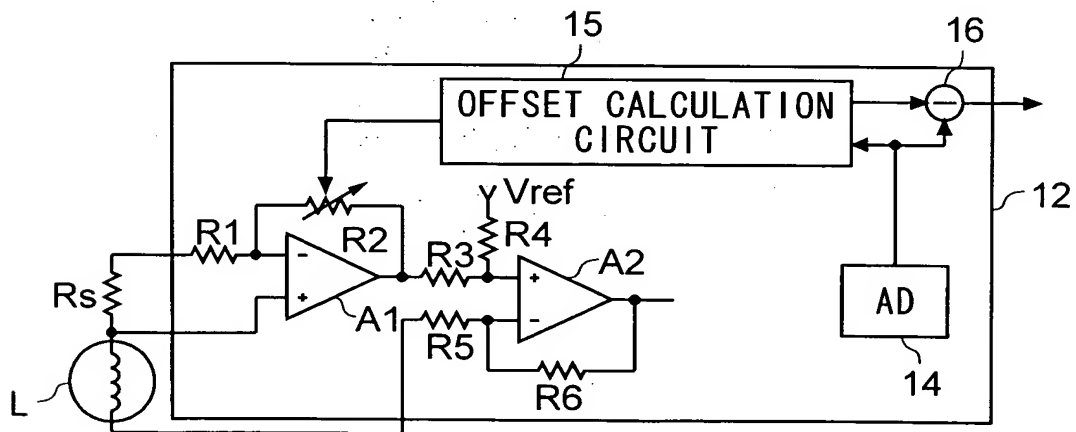 15
16
OFFSET CALCULATION
CIRCUIT
Vref
12
R1
R2
R3
R4
A2
Rs
A1
R5
AD
L
R6
14